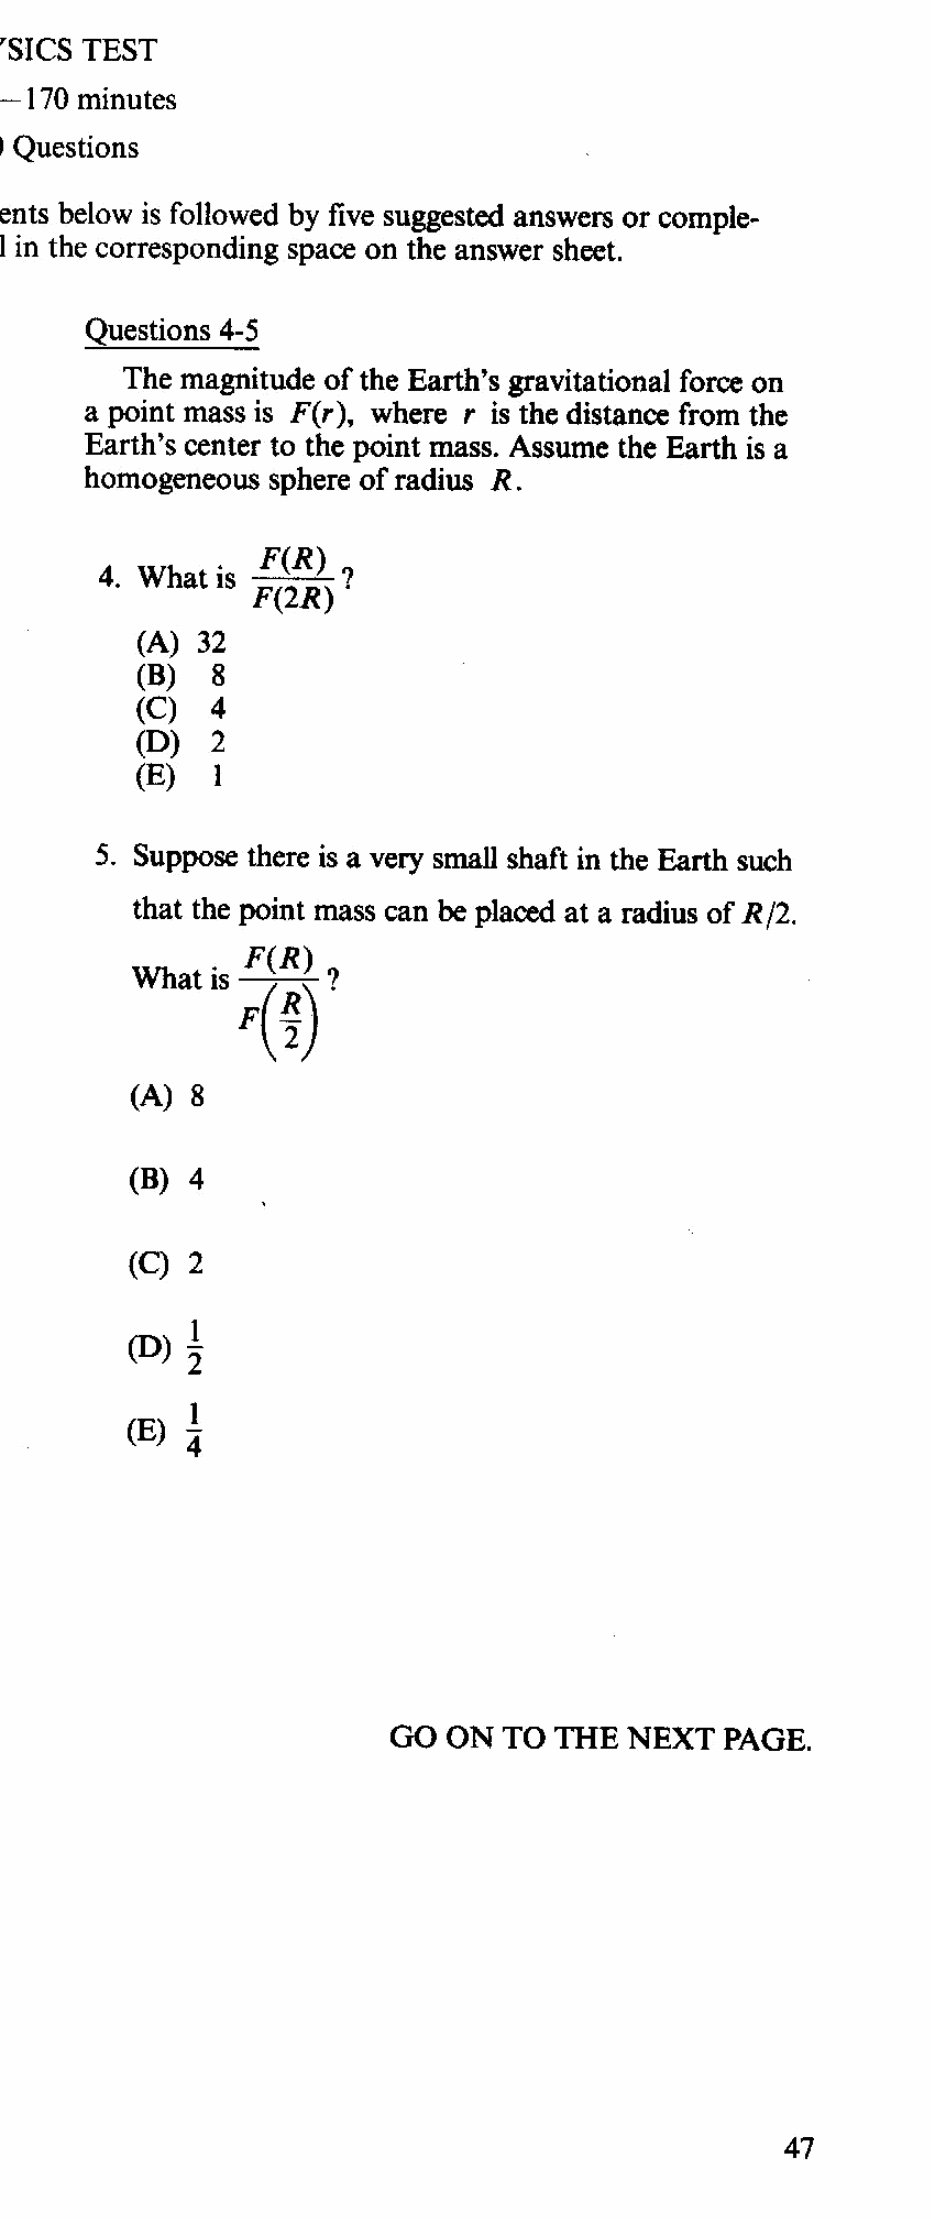 SICS TEST
—170 minutes
Questions
ents below is followed by five suggested answers or comple-
in the corresponding space on the answer sheet.
Questions 4-5
The magnitude of the Earth's gravitational force on
a point mass is F(r), where r is the distance from the
Earth's center to the point mass. Assume the Earth is a
homogeneous sphere of radius R.
4. What is F(R)/F(2R)?
(A) 32
(B) 8
(C) 4
(D) 2
(E) 1
5. Suppose there is a very small shaft in the Earth such
that the point mass can be placed at a radius of R/2.
What is F(R)/F(R/2)?
(A) 8
(B) 4
(C) 2
(D) 1/2
(E) 1/4
GO ON TO THE NEXT PAGE.
47